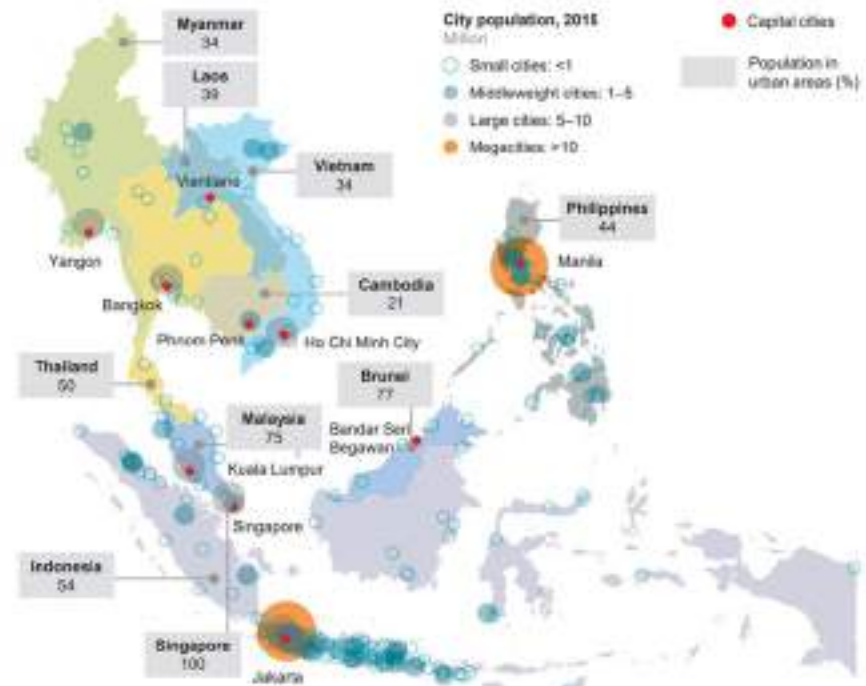 Myanmar
34
Laos
39
Vientiane
Vietnam
34
City population, 2015
Million
Small cities: <1
Middleweight cities: 1–5
Large cities: 5–10
Megacities: >10
Capital cities
Population in
urban areas (%)
Philippines
44
Manila
Yangon
Bangkok
Cambodia
21
Phnom Penh
Ho Chi Minh City
Thailand
50
Brunei
77
Malaysia
75
Bandar Seri
Begawan
Kuala Lumpur
Singapore
Indonesia
54
Singapore
100
Jakarta